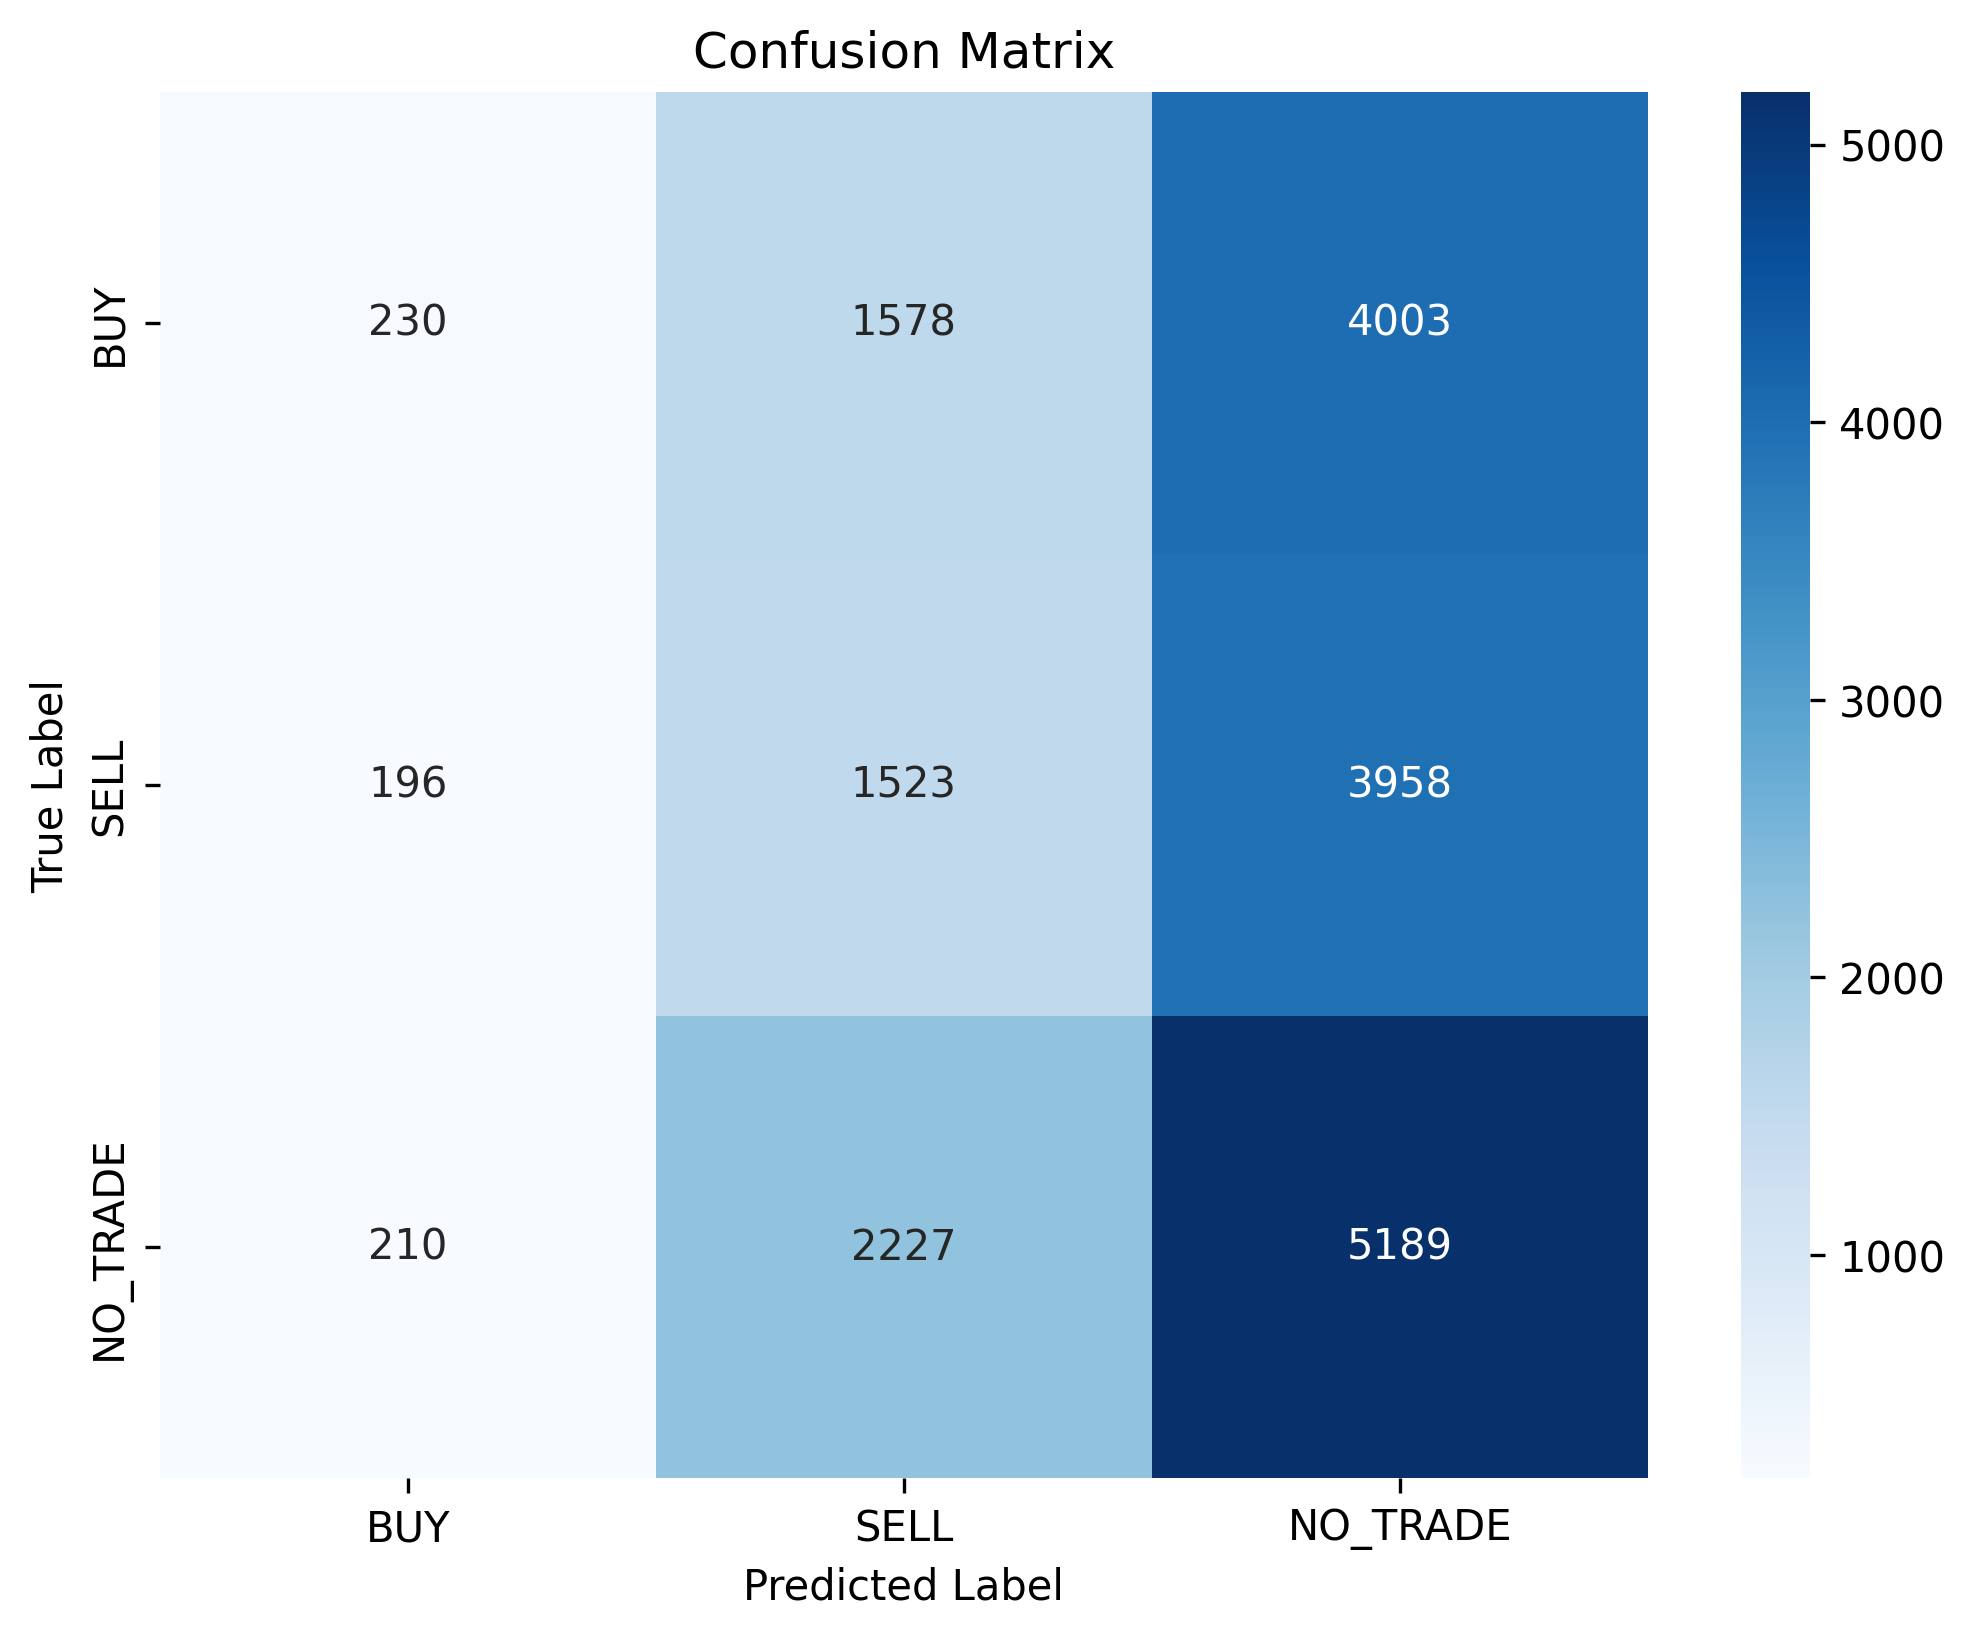 Confusion Matrix
True Label
BUY
230
1578
4003
SELL
196
1523
3958
NO_TRADE
210
2227
5189
BUY
SELL
NO_TRADE
Predicted Label
5000
4000
3000
2000
1000